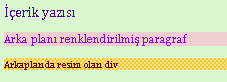 İçerik yazısı
Arka planı renklendirilmiş paragraf
Arkaplanda resim olan div